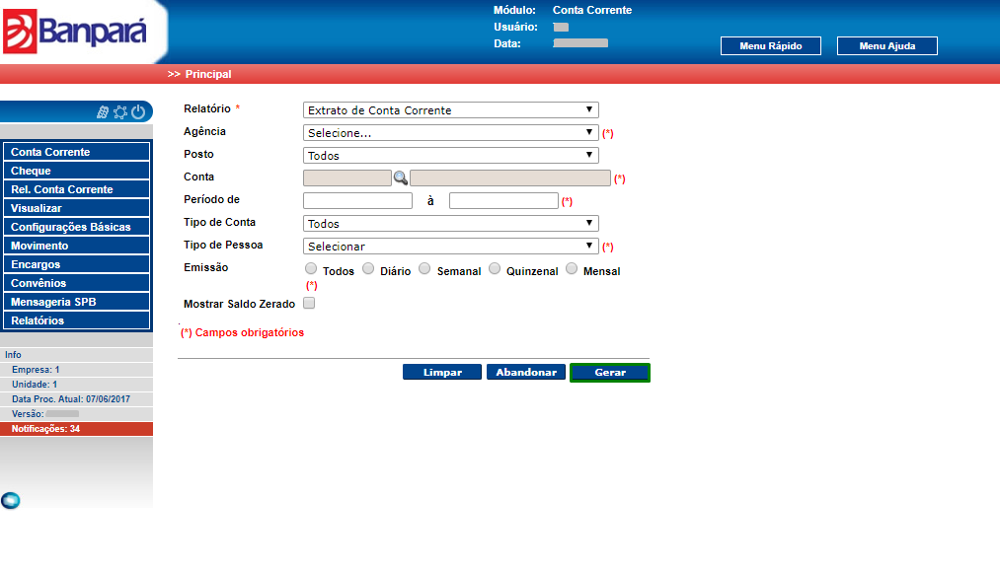 Banpará
Módulo: Conta Corrente
Usuário:
Data:
Menu Rápido
Menu Ajuda
>> Principal
Conta Corrente
Cheque
Rel. Conta Corrente
Visualizar
Configurações Básicas
Movimento
Encargos
Convênios
Mensageria SPB
Relatórios
Info
Empresa: 1
Unidade: 1
Data Proc. Atual: 07/06/2017
Versão:
Notificações: 34
Relatório * Extrato de Conta Corrente
Agência Selecione... (*)
Posto Todos
Conta (*)
Período de à (*)
Tipo de Conta Todos
Tipo de Pessoa Selecionar (*)
Emissão Todos Diário Semanal Quinzenal Mensal
(*)
Mostrar Saldo Zerado
(*) Campos obrigatórios
Limpar Abandonar Gerar